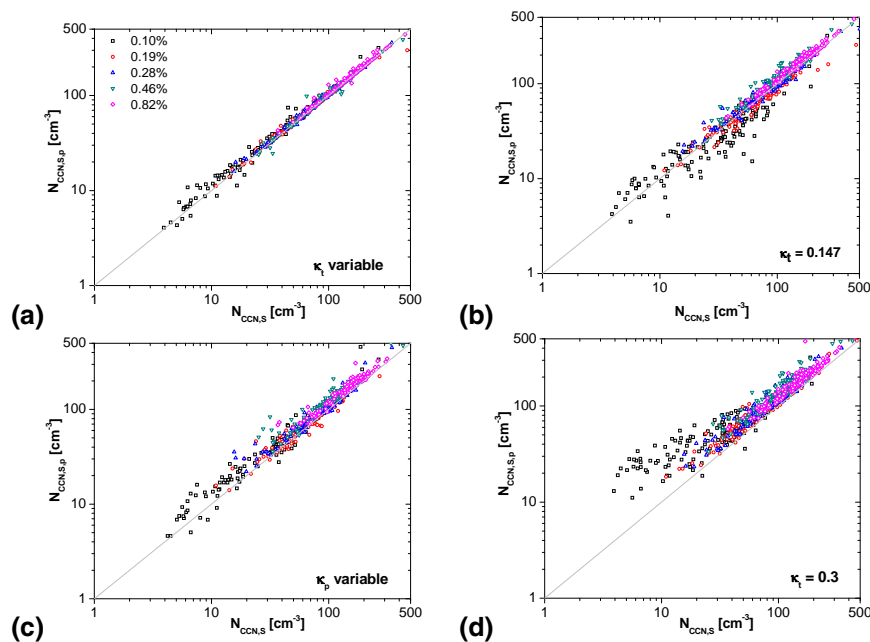 500
0.10%
0.19%
0.28%
0.46%
0.82%
100
10
1
N_CCN,S,p [cm⁻³]
κ_t variable
1 10 100 500
N_CCN,S [cm⁻³]
(a)
500
100
10
1
N_CCN,S,p [cm⁻³]
κ_t = 0.147
1 10 100 500
N_CCN,S [cm⁻³]
(b)
500
100
10
1
N_CCN,S,p [cm⁻³]
κ_p variable
1 10 100 500
N_CCN,S [cm⁻³]
(c)
500
100
10
1
N_CCN,S,p [cm⁻³]
κ_t = 0.3
1 10 100 500
N_CCN,S [cm⁻³]
(d)